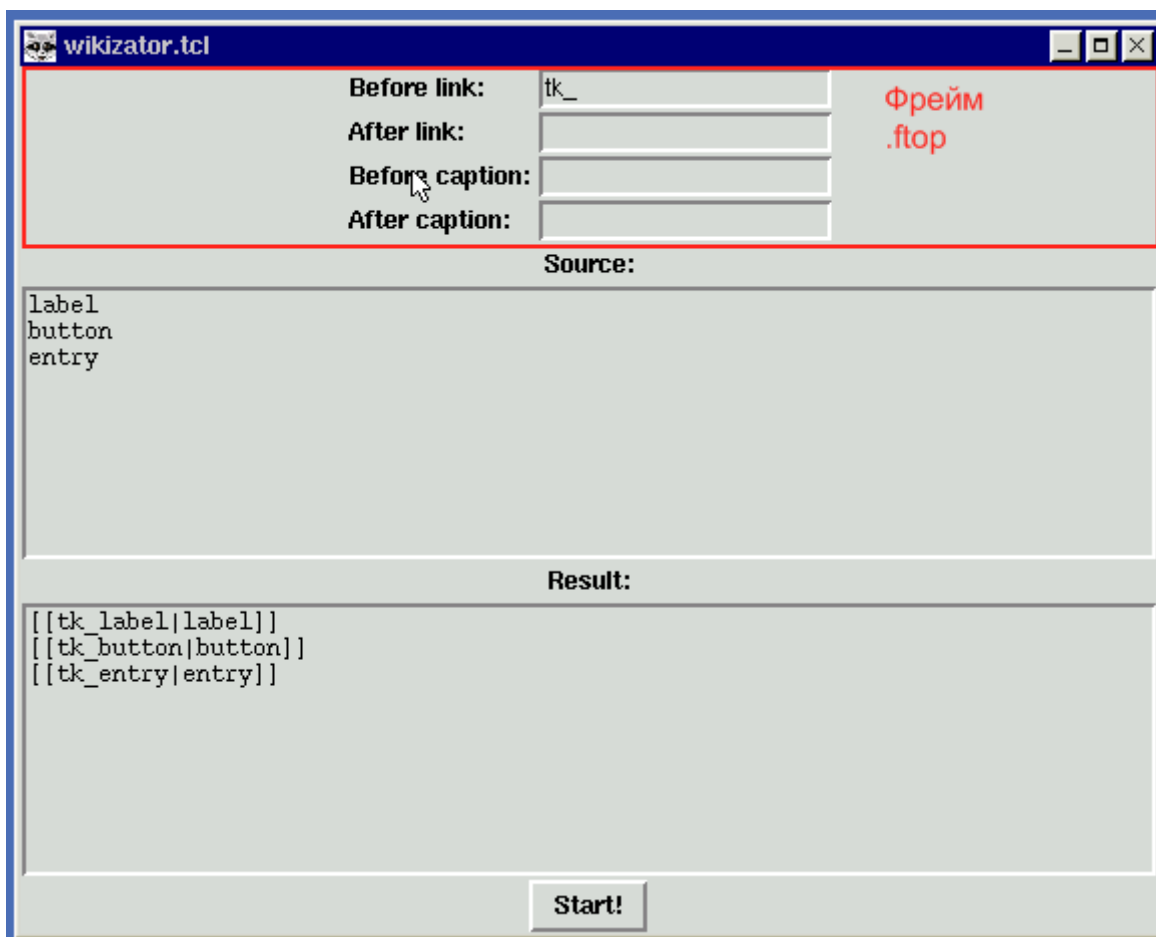 wikizator.tcl
Before link: tk_
After link:
Before caption:
After caption:
Фрейм
.ftop
Source:
label
button
entry
Result:
[[tk_label|label]]
[[tk_button|button]]
[[tk_entry|entry]]
Start!